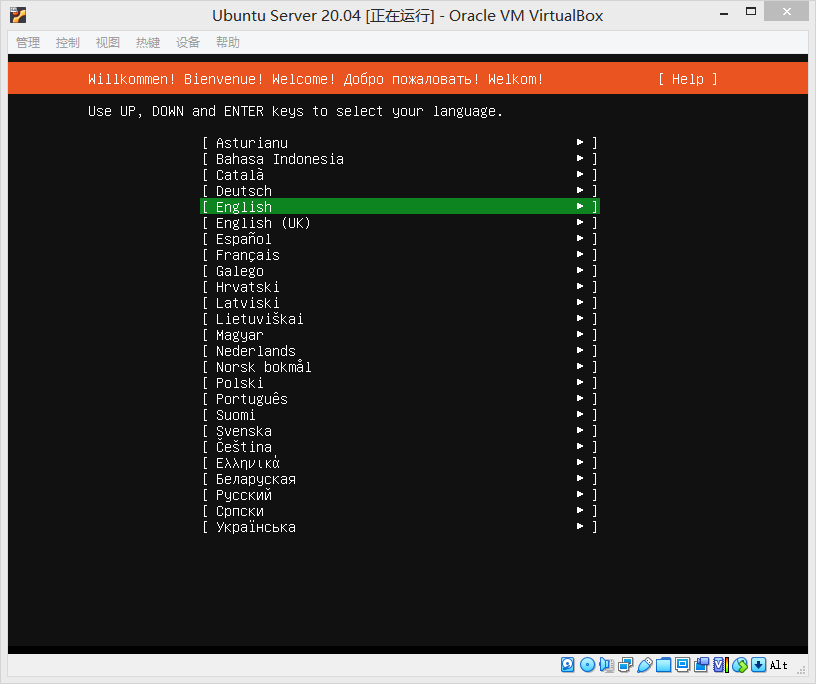 Ubuntu Server 20.04 [正在运行] - Oracle VM VirtualBox
管理 控制 视图 热键 设备 帮助
Willkommen! Bienvenue! Welcome! Добро пожаловать! Welkom! [ Help ]
Use UP, DOWN and ENTER keys to select your language.
[ Asturianu ► ]
[ Bahasa Indonesia ► ]
[ Català ► ]
[ Deutsch ► ]
[ English ► ]
[ English (UK) ► ]
[ Español ► ]
[ Français ► ]
[ Galego ► ]
[ Hrvatski ► ]
[ Latviski ► ]
[ Lietuviškai ► ]
[ Magyar ► ]
[ Nederlands ► ]
[ Norsk bokmål ► ]
[ Polski ► ]
[ Português ► ]
[ Suomi ► ]
[ Svenska ► ]
[ Čeština ► ]
[ Ελληνικά ► ]
[ Беларуская ► ]
[ Русский ► ]
[ Српски ► ]
[ Українська ► ]
Alt